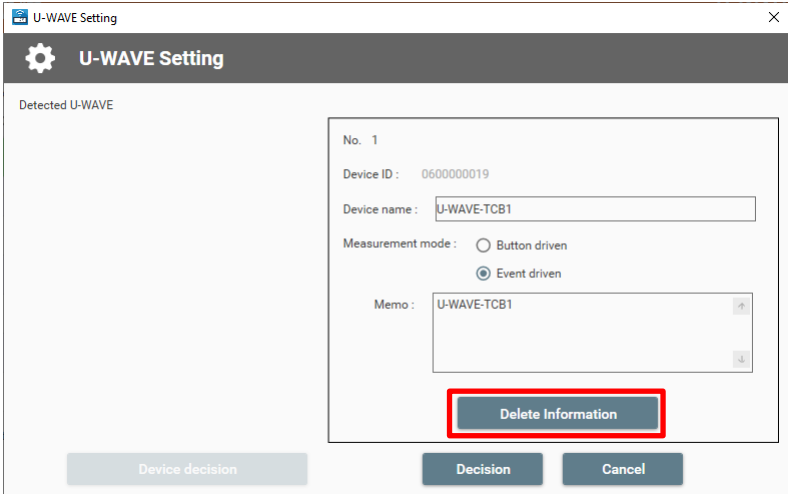 U-WAVE Setting
U-WAVE Setting
Detected U-WAVE
No. 1
Device ID : 0600000019
Device name : U-WAVE-TCB1
Measurement mode : Button driven
Event driven
Memo : U-WAVE-TCB1
Delete Information
Device decision
Decision
Cancel